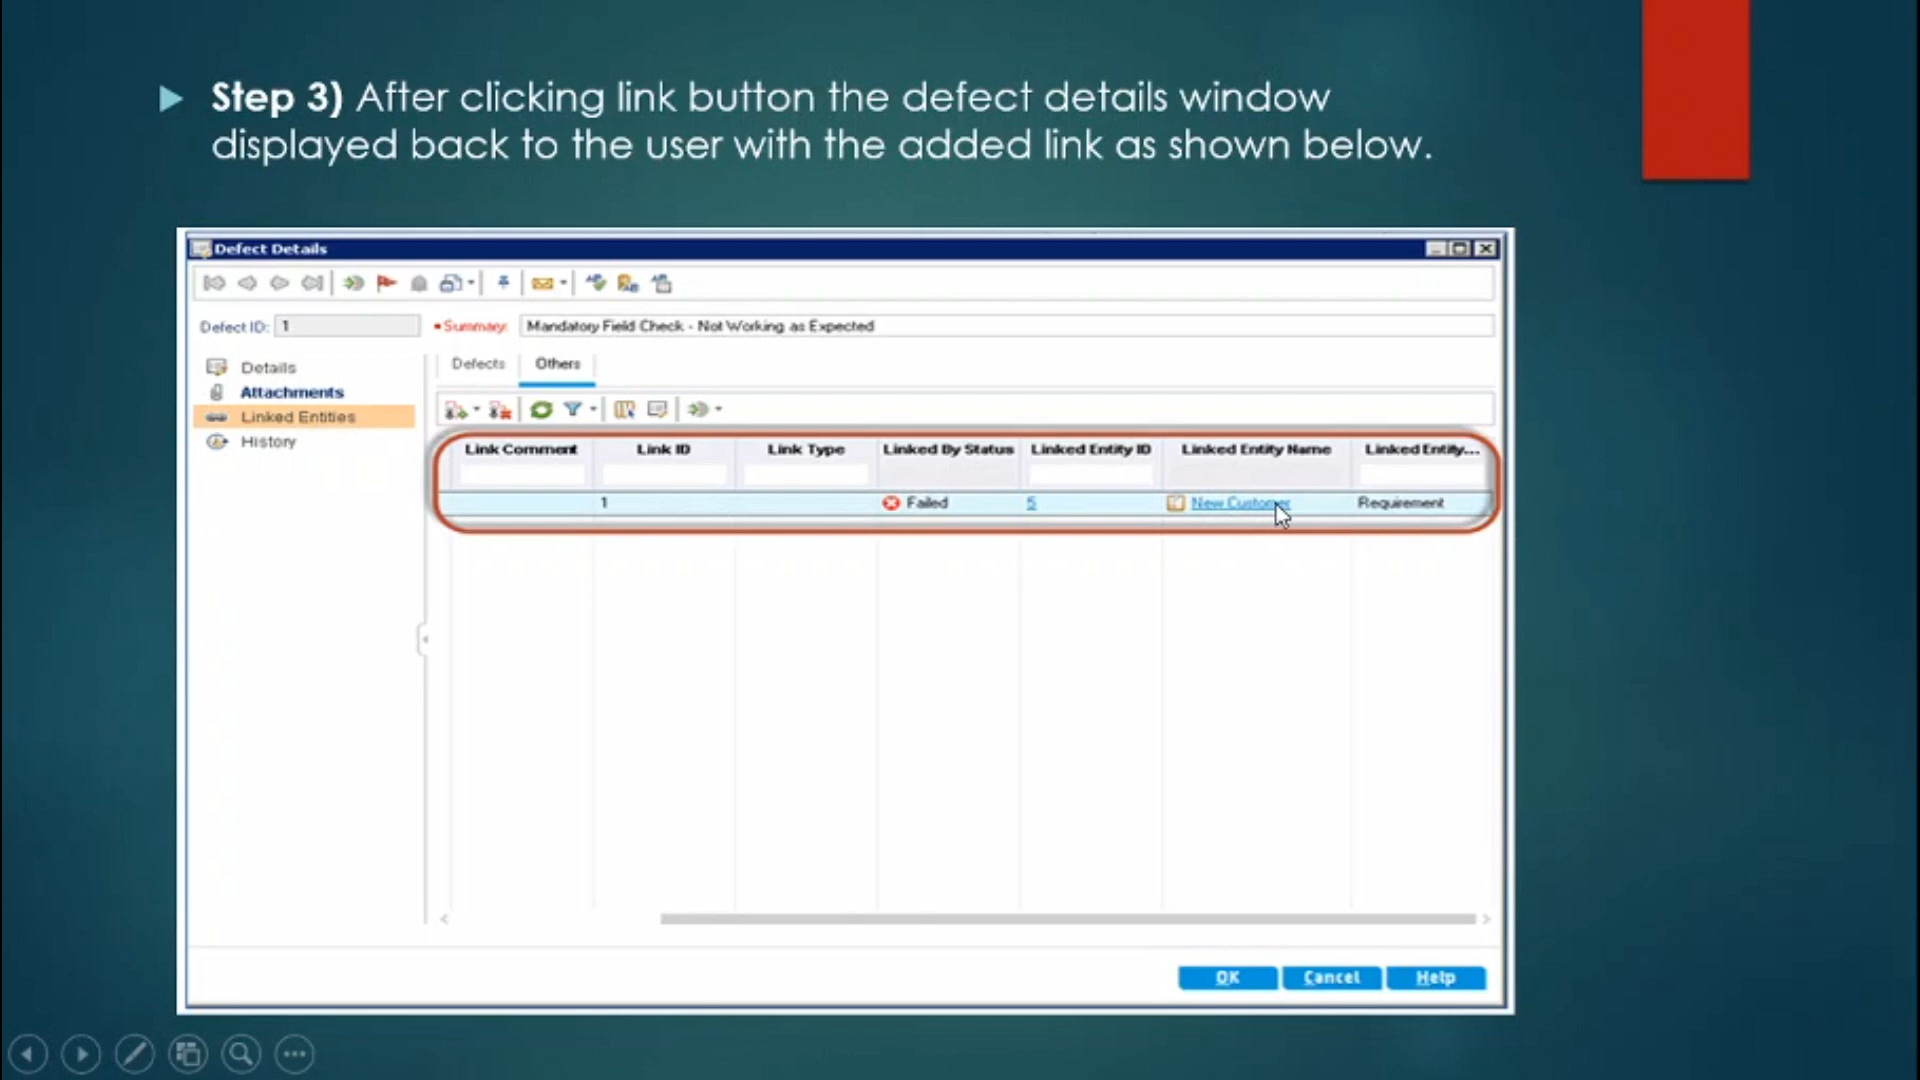 Step 3) After clicking link button the defect details window
displayed back to the user with the added link as shown below.
Defect Details
Defect ID: 1
Summary: Mandatory Field Check - Not Working as Expected
Details
Attachments
Linked Entities
History
Defects Others
Link Comment Link ID Link Type Linked By Status Linked Entity ID Linked Entity Name Linked Entity...
1 Failed 5 New Customer Requirement
OK Cancel Help